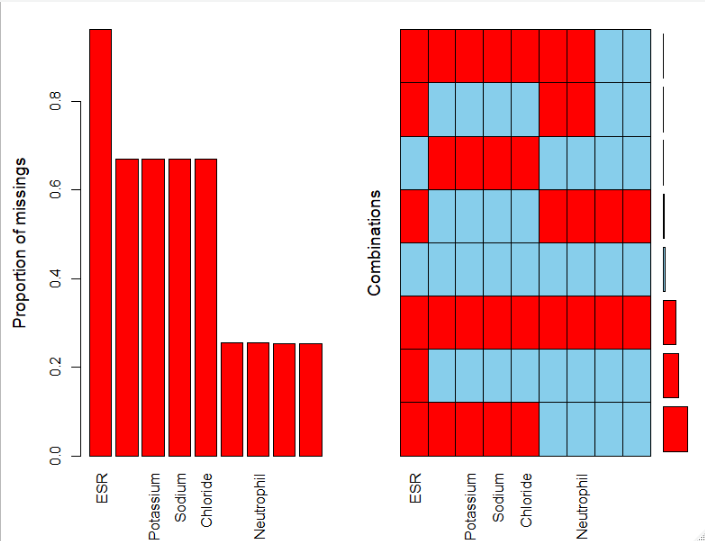 Proportion of missings
0.0
0.2
0.4
0.6
0.8
ESR
Potassium
Sodium
Chloride
Neutrophil
Combinations
ESR
Potassium
Sodium
Chloride
Neutrophil